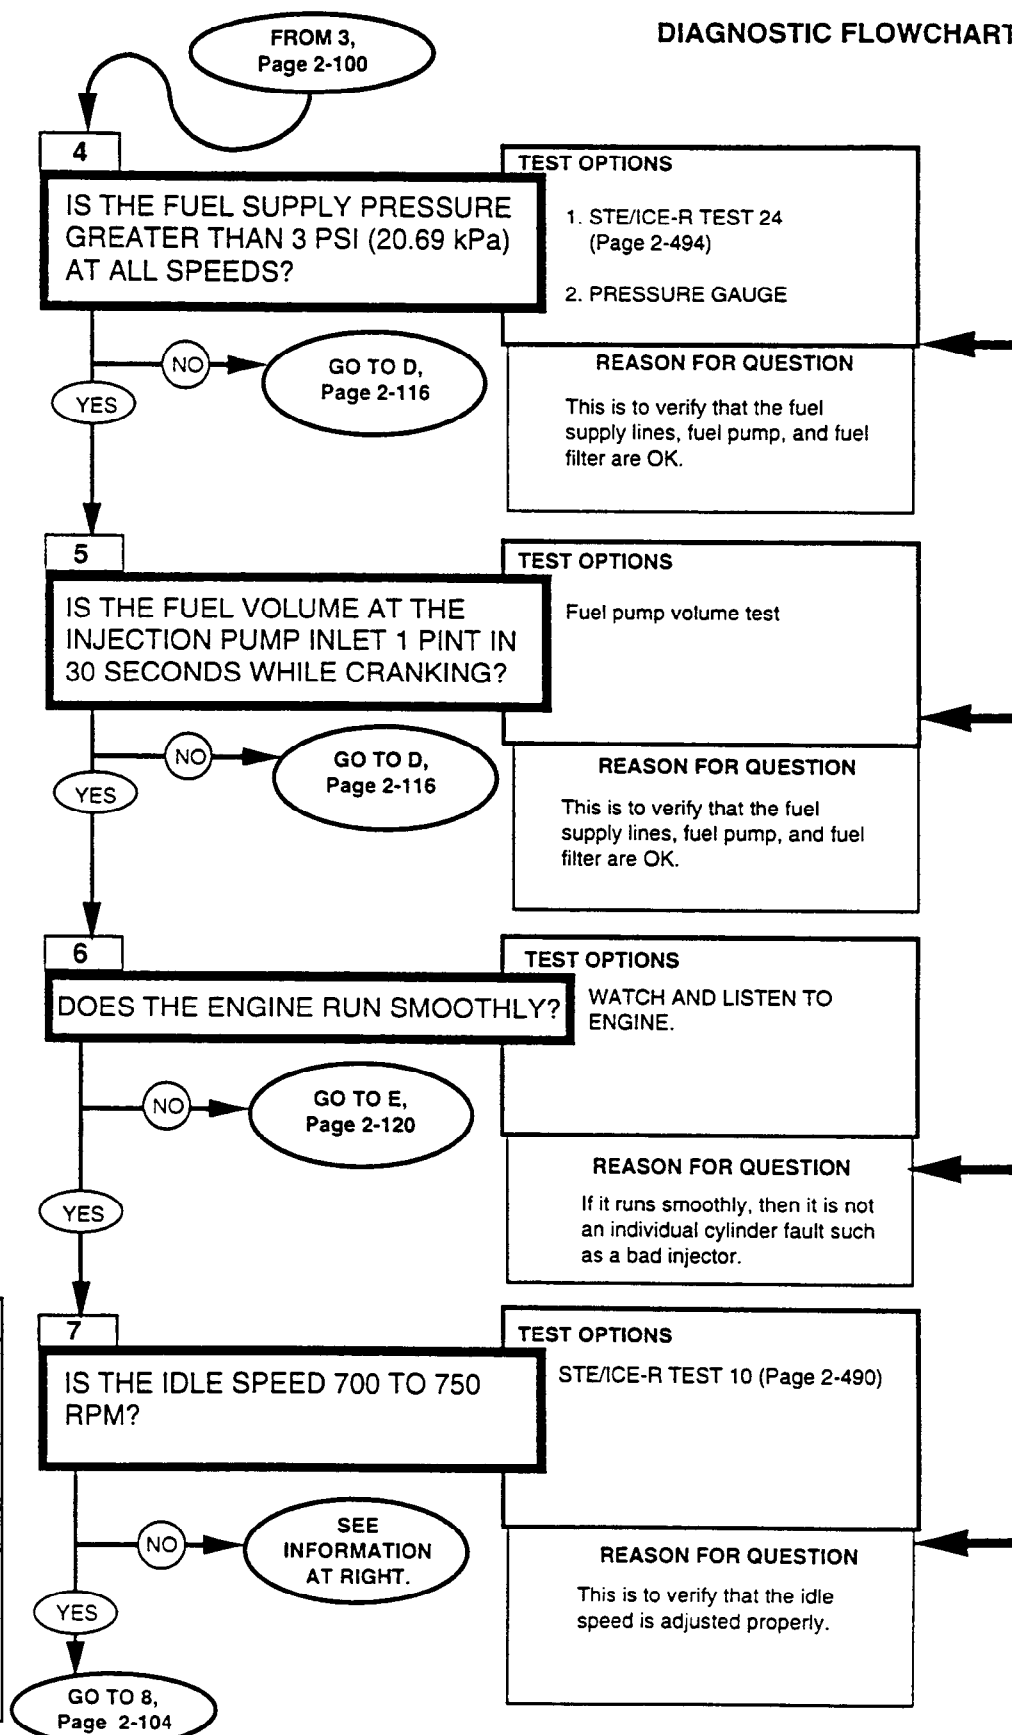 DIAGNOSTIC FLOWCHART
FROM 3,
Page 2-100
4
IS THE FUEL SUPPLY PRESSURE
GREATER THAN 3 PSI (20.69 kPa)
AT ALL SPEEDS?
TEST OPTIONS
1. STE/ICE-R TEST 24
(Page 2-494)
2. PRESSURE GAUGE
NO
GO TO D,
Page 2-116
YES
REASON FOR QUESTION
This is to verify that the fuel
supply lines, fuel pump, and fuel
filter are OK.
5
IS THE FUEL VOLUME AT THE
INJECTION PUMP INLET 1 PINT IN
30 SECONDS WHILE CRANKING?
TEST OPTIONS
Fuel pump volume test
NO
GO TO D,
Page 2-116
YES
REASON FOR QUESTION
This is to verify that the fuel
supply lines, fuel pump, and fuel
filter are OK.
6
DOES THE ENGINE RUN SMOOTHLY?
TEST OPTIONS
WATCH AND LISTEN TO
ENGINE.
NO
GO TO E,
Page 2-120
YES
REASON FOR QUESTION
If it runs smoothly, then it is not
an individual cylinder fault such
as a bad injector.
7
IS THE IDLE SPEED 700 TO 750
RPM?
TEST OPTIONS
STE/ICE-R TEST 10 (Page 2-490)
NO
SEE
INFORMATION
AT RIGHT.
YES
REASON FOR QUESTION
This is to verify that the idle
speed is adjusted properly.
GO TO 8,
Page 2-104